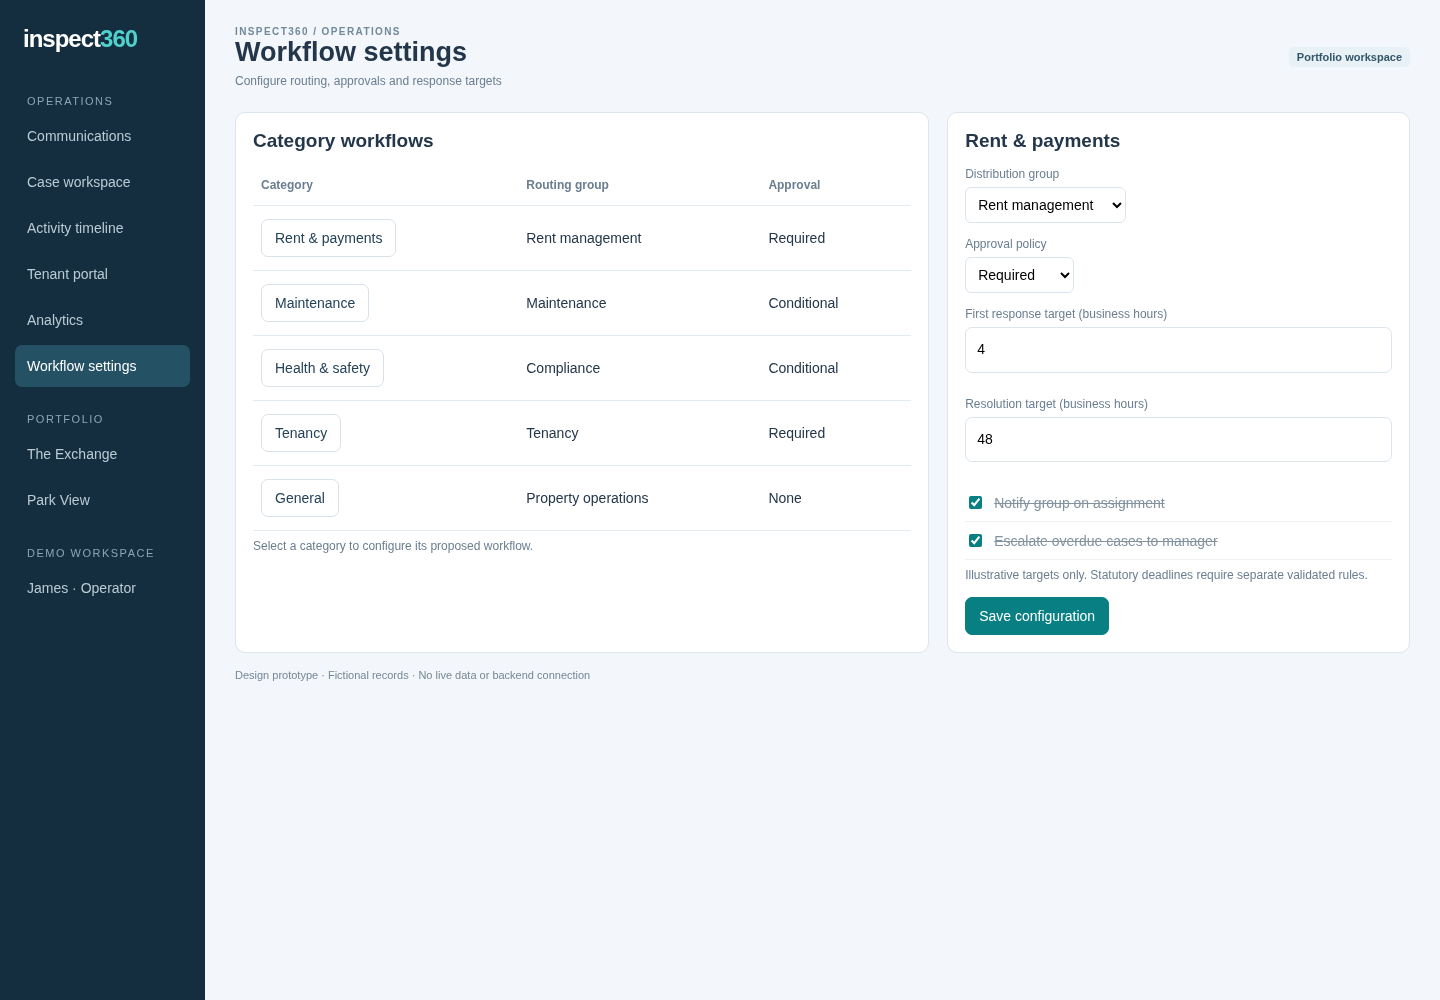 inspect360
OPERATIONS
Communications
Case workspace
Activity timeline
Tenant portal
Analytics
Workflow settings
PORTFOLIO
The Exchange
Park View
DEMO WORKSPACE
James · Operator
INSPECT360 / OPERATIONS
Workflow settings
Configure routing, approvals and response targets
Portfolio workspace
Category workflows
Category Routing group Approval
Rent & payments Rent management Required
Maintenance Maintenance Conditional
Health & safety Compliance Conditional
Tenancy Tenancy Required
General Property operations None
Select a category to configure its proposed workflow.
Rent & payments
Distribution group
Rent management
Approval policy
Required
First response target (business hours)
4
Resolution target (business hours)
48
Notify group on assignment
Escalate overdue cases to manager
Illustrative targets only. Statutory deadlines require separate validated rules.
Save configuration
Design prototype · Fictional records · No live data or backend connection